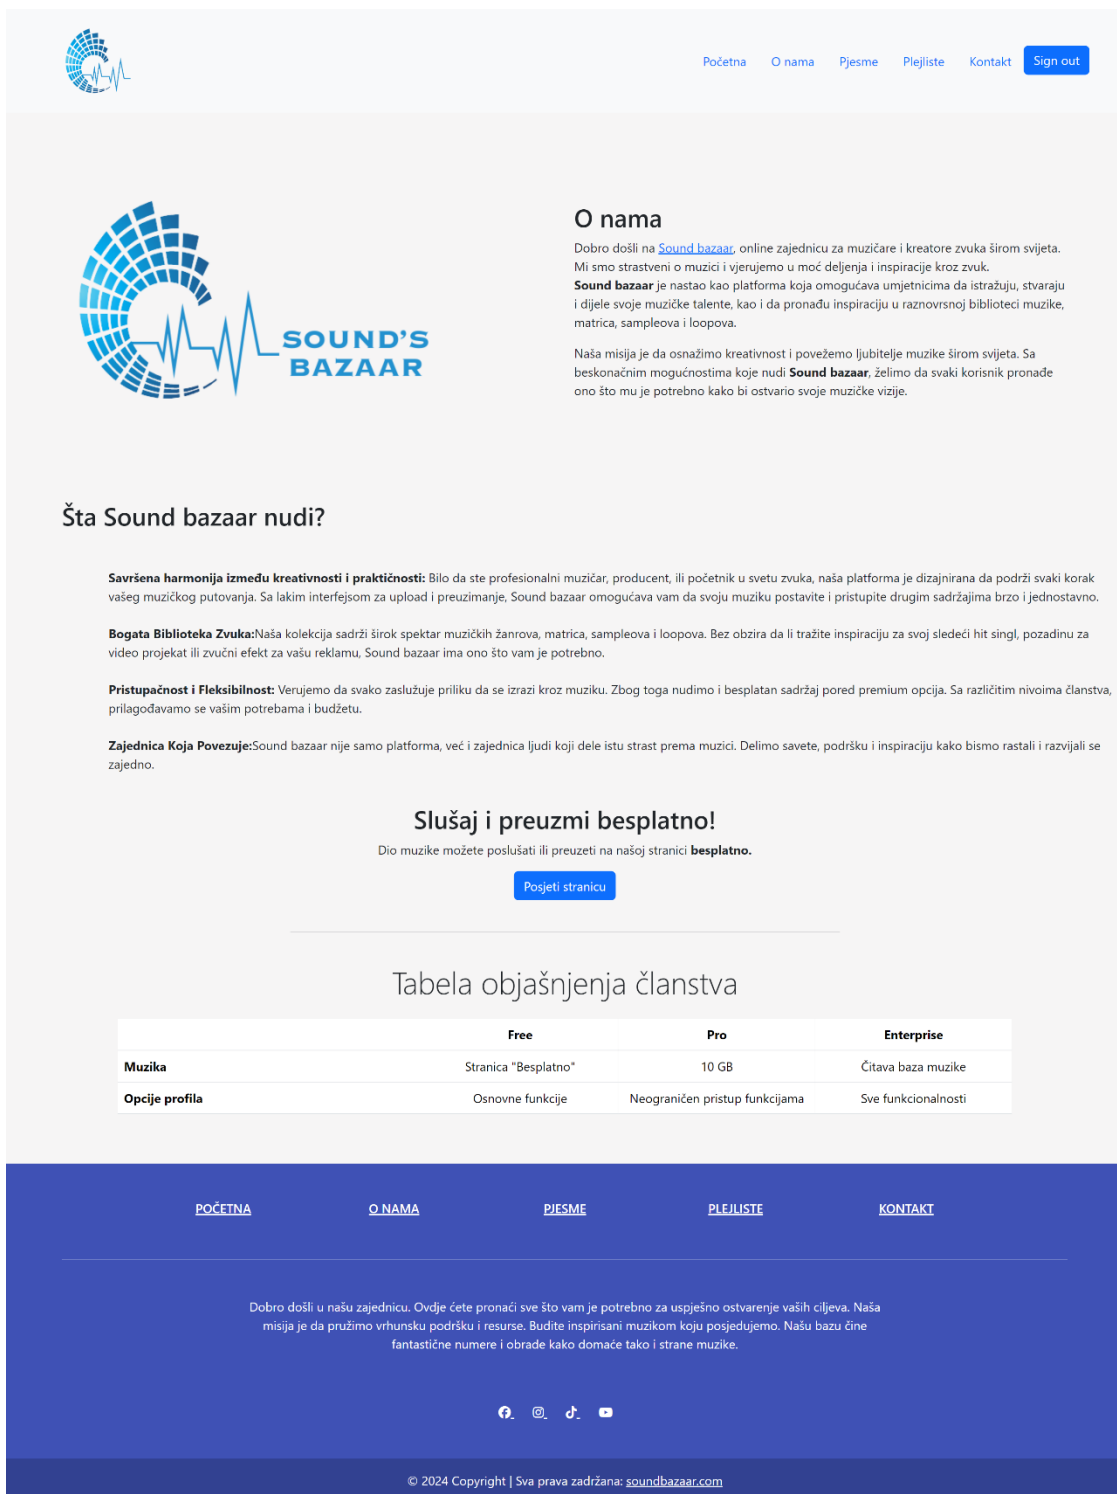 Početna O nama Pjesme Plejliste Kontakt Sign out
SOUND'S
BAZAAR
O nama
Dobro došli na Sound bazaar, online zajednicu za muzičare i kreatore zvuka širom svijeta.
Mi smo strastveni o muzici i vjerujemo u moć deljenja i inspiracije kroz zvuk.
Sound bazaar je nastao kao platforma koja omogućava umjetnicima da istražuju, stvaraju
i dijele svoje muzičke talente, kao i da pronađu inspiraciju u raznovrsnoj biblioteci muzike,
matrica, sampleova i loopova.
Naša misija je da osnažimo kreativnost i povežemo ljubitelje muzike širom svijeta. Sa
beskonačnim mogućnostima koje nudi Sound bazaar, želimo da svaki korisnik pronađe
ono što mu je potrebno kako bi ostvario svoje muzičke vizije.
Šta Sound bazaar nudi?
Savršena harmonija između kreativnosti i praktičnosti: Bilo da ste profesionalni muzičar, producent, ili početnik u svetu zvuka, naša platforma je dizajnirana da podrži svaki korak
vašeg muzičkog putovanja. Sa lakim interfejsom za upload i preuzimanje, Sound bazaar omogućava vam da svoju muziku postavite i pristupite drugim sadržajima brzo i jednostavno.
Bogata Biblioteka Zvuka:Naša kolekcija sadrži širok spektar muzičkih žanrova, matrica, sampleova i loopova. Bez obzira da li tražite inspiraciju za svoj sledeći hit singl, pozadinu za
video projekat ili zvučni efekt za vašu reklamu, Sound bazaar ima ono što vam je potrebno.
Pristupačnost i Fleksibilnost: Verujemo da svako zaslužuje priliku da se izrazi kroz muziku. Zbog toga nudimo i besplatan sadržaj pored premium opcija. Sa različitim nivoima članstva,
prilagođavamo se vašim potrebama i budžetu.
Zajednica Koja Povezuje:Sound bazaar nije samo platforma, već i zajednica ljudi koji dele istu strast prema muzici. Delimo savete, podršku i inspiraciju kako bismo rastali i razvijali se
zajedno.
Slušaj i preuzmi besplatno!
Dio muzike možete poslušati ili preuzeti na našoj stranici besplatno.
Posjeti stranicu
Tabela objašnjenja članstva
Free Pro Enterprise
Muzika Stranica "Besplatno" 10 GB Čitava baza muzike
Opcije profila Osnovne funkcije Neograničen pristup funkcijama Sve funkcionalnosti
POČETNA O NAMA PJESME PLEJLISTE KONTAKT
Dobro došli u našu zajednicu. Ovdje ćete pronaći sve što vam je potrebno za uspješno ostvarenje vaših ciljeva. Naša
misija je da pružimo vrhunsku podršku i resurse. Budite inspirisani muzikom koju posjedujemo. Našu bazu čine
fantastične numere i obrade kako domaće tako i strane muzike.
© 2024 Copyright | Sva prava zadržana: soundbazaar.com